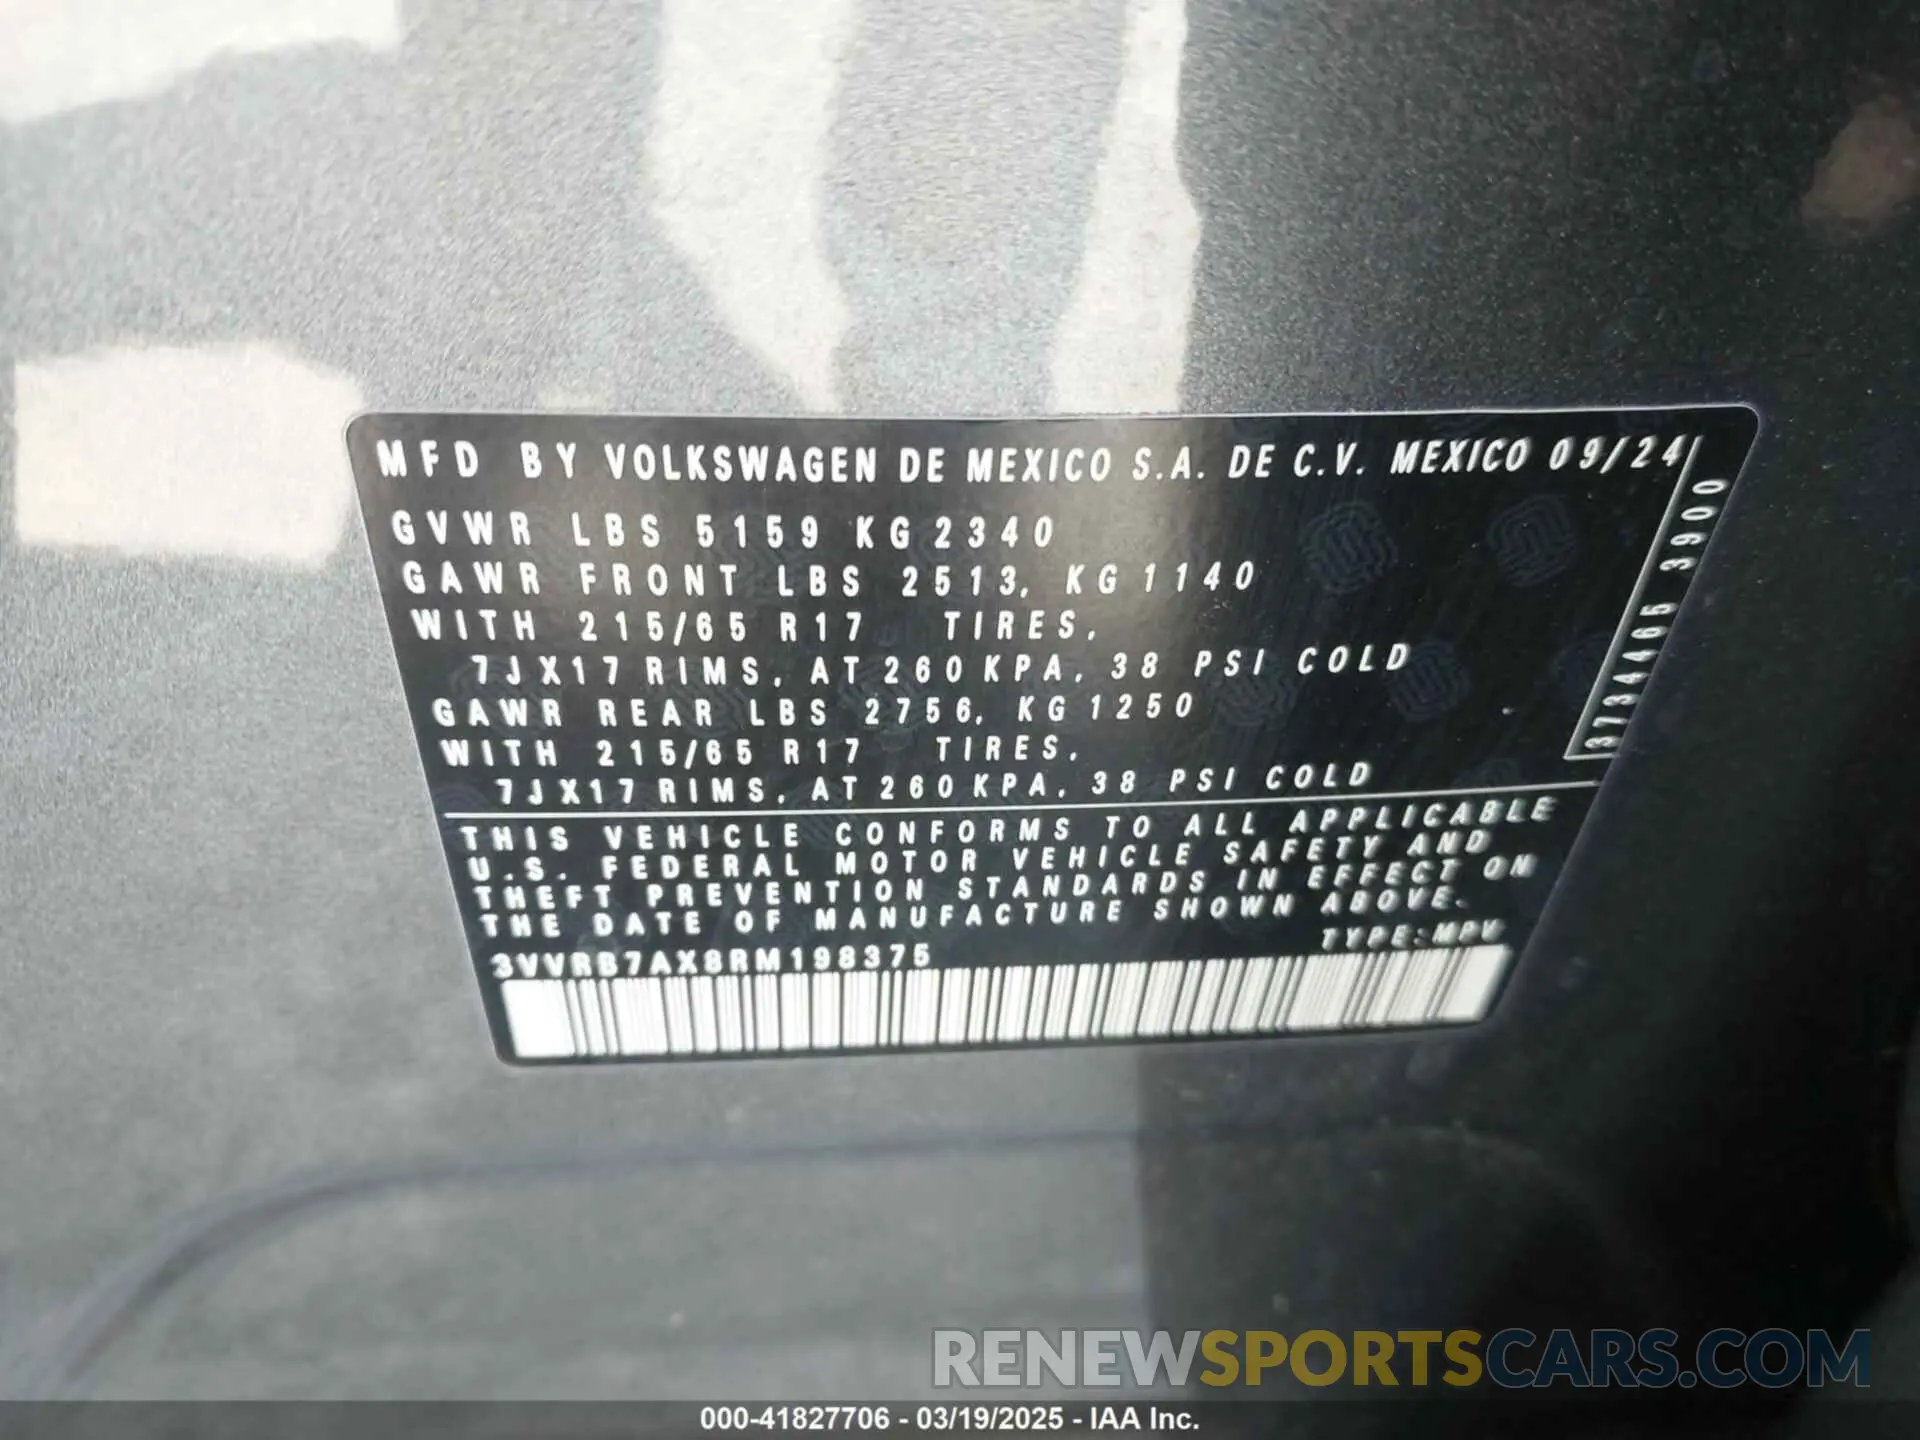 MFD BY VOLKSWAGEN DE MEXICO S.A. DE C.V. MEXICO 09/24
GVWR LBS 5159 KG 2340
GAWR FRONT LBS 2513, KG 1140
WITH 215/65 R17 TIRES,
7JX17 RIMS, AT 260 KPA, 38 PSI COLD
GAWR REAR LBS 2756, KG 1250
WITH 215/65 R17 TIRES,
7JX17 RIMS, AT 260 KPA, 38 PSI COLD
3734465 3900
THIS VEHICLE CONFORMS TO ALL APPLICABLE
U.S. FEDERAL MOTOR VEHICLE SAFETY AND
THEFT PREVENTION STANDARDS IN EFFECT ON
THE DATE OF MANUFACTURE SHOWN ABOVE.
TYPE:MPV
3VVRB7AX8RM198375
RENEWSPORTSCARS.COM
000-41827706 - 03/19/2025 - IAA Inc.